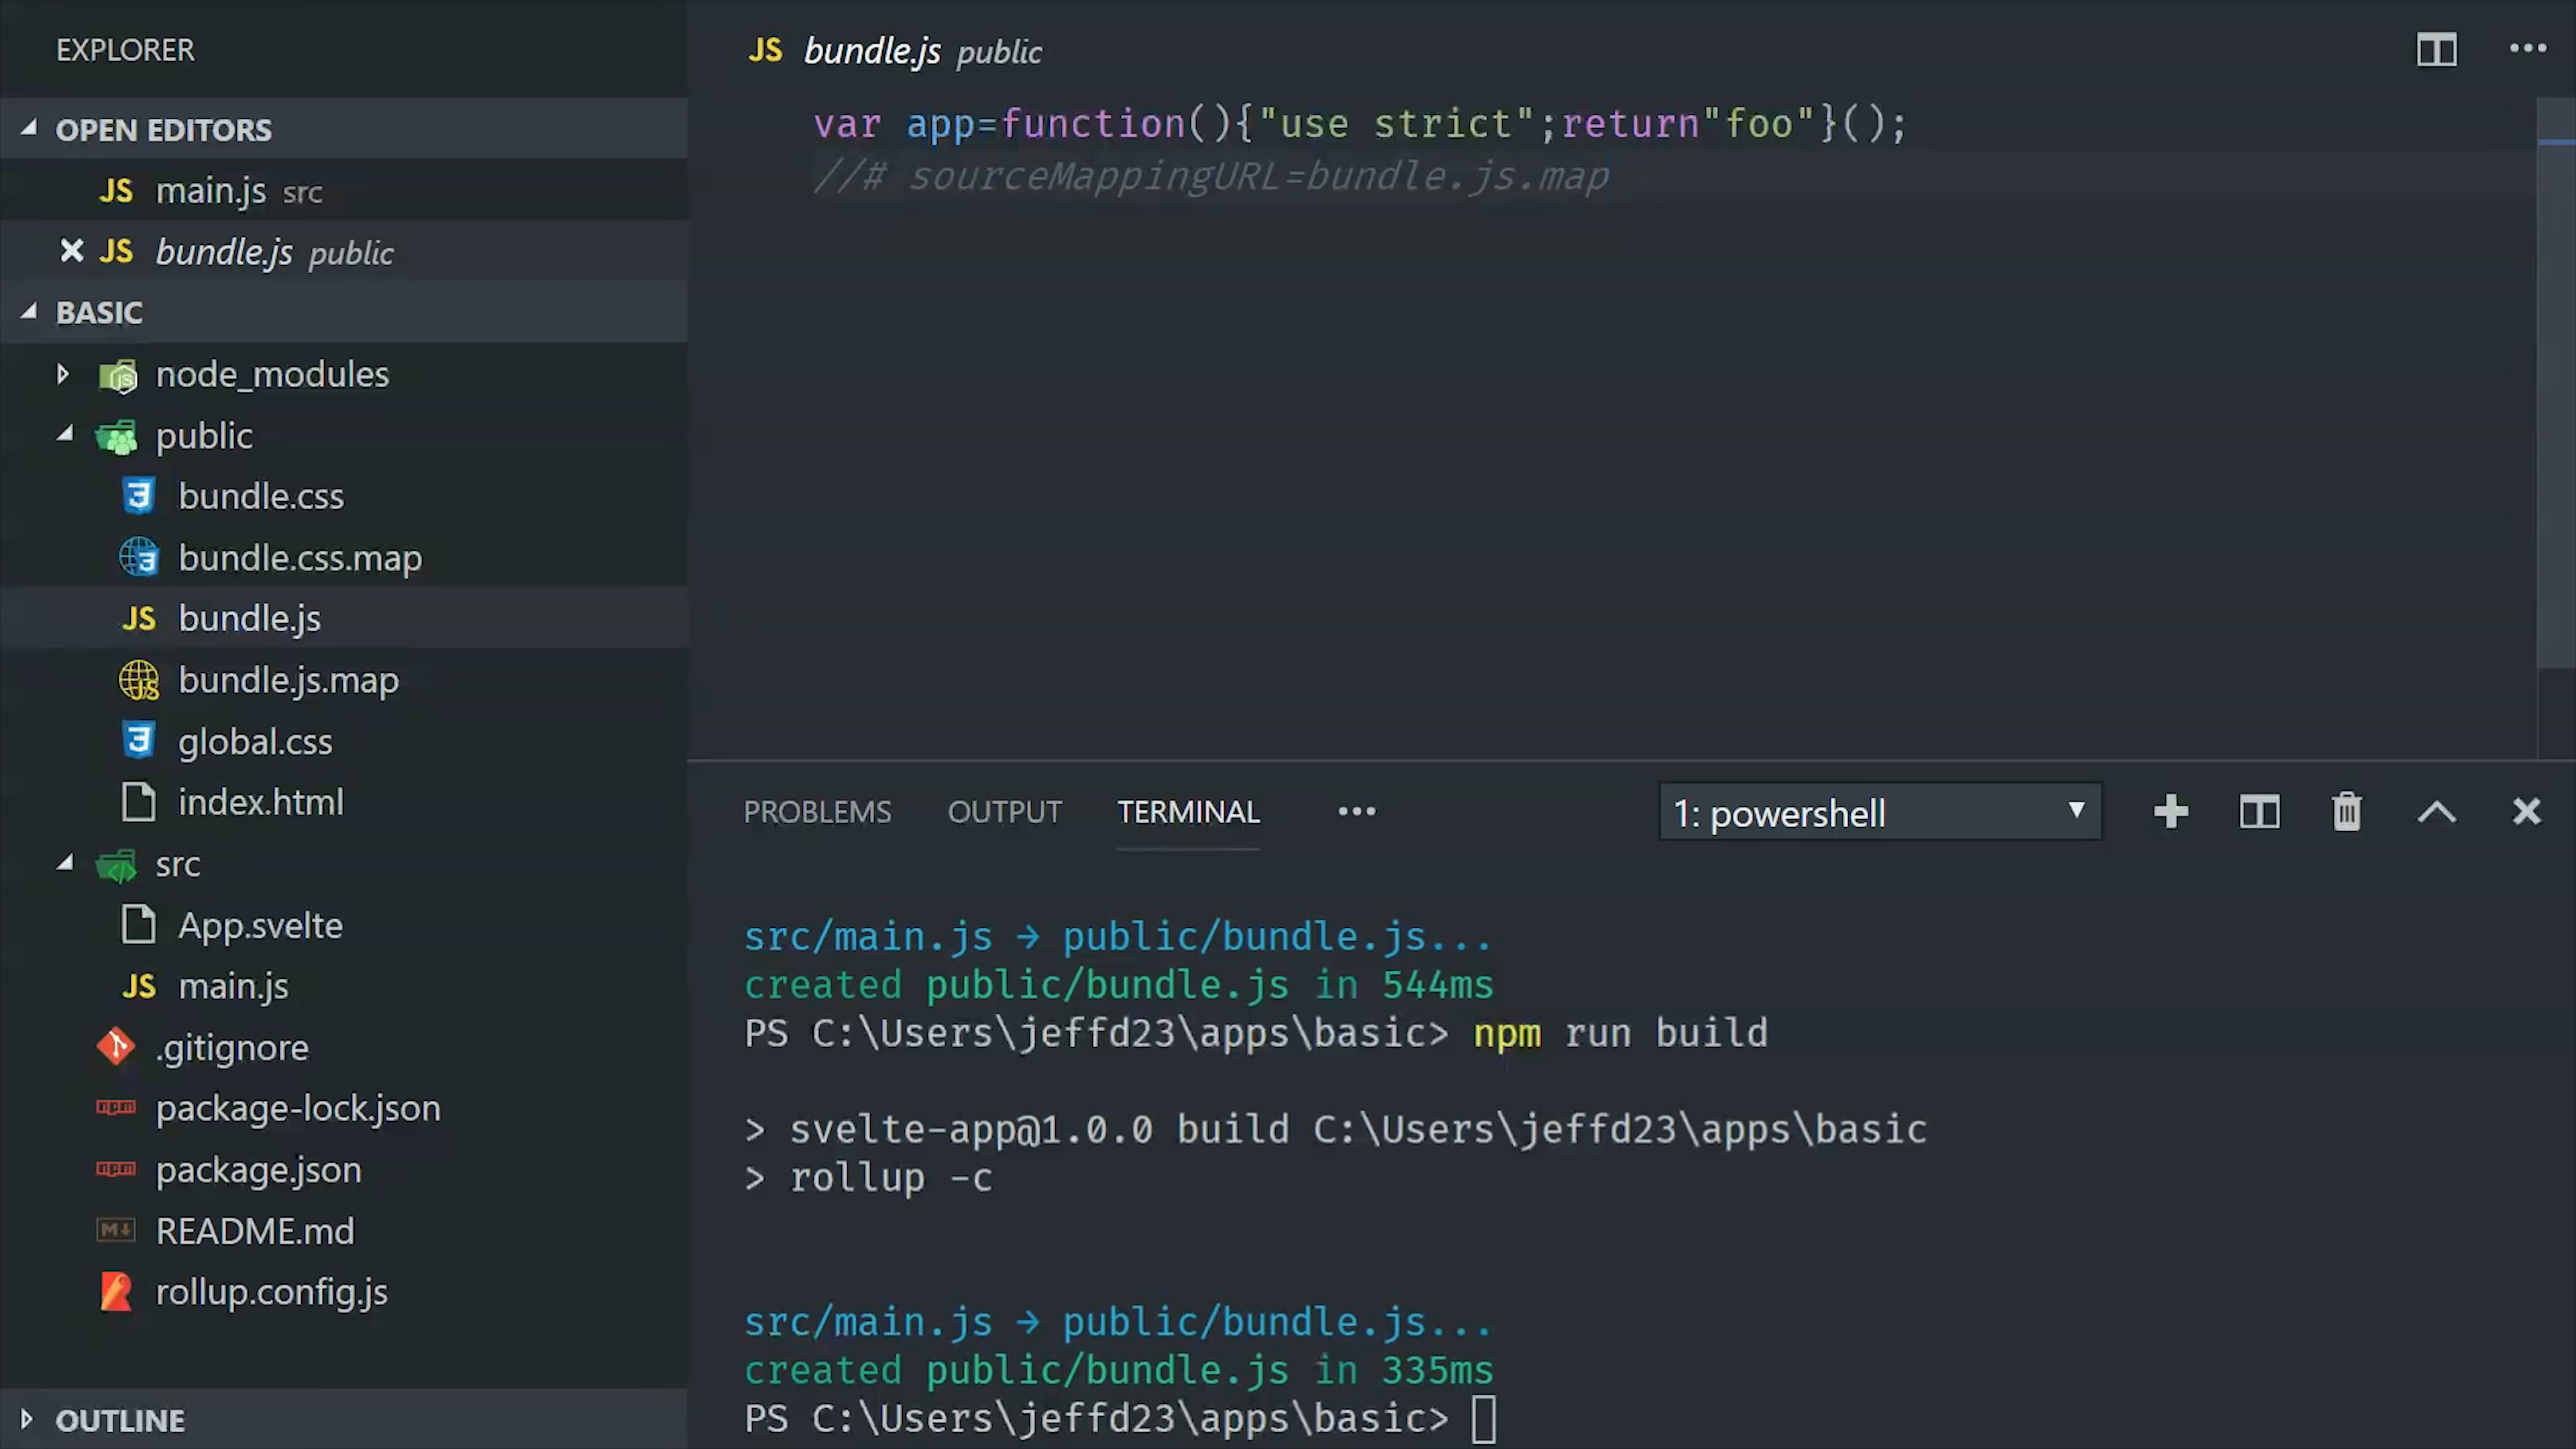 EXPLORER
OPEN EDITORS
JS main.js src
JS bundle.js public
BASIC
node_modules
public
bundle.css
bundle.css.map
JS bundle.js
bundle.js.map
global.css
index.html
src
App.svelte
JS main.js
.gitignore
package-lock.json
package.json
README.md
rollup.config.js
OUTLINE
JS bundle.js public
var app=function(){"use strict";return"foo"}();
//# sourceMappingURL=bundle.js.map
PROBLEMS OUTPUT TERMINAL ••• 1: powershell
src/main.js → public/bundle.js...
created public/bundle.js in 544ms
PS C:\Users\jeffd23\apps\basic> npm run build
> svelte-app@1.0.0 build C:\Users\jeffd23\apps\basic
> rollup -c
src/main.js → public/bundle.js...
created public/bundle.js in 335ms
PS C:\Users\jeffd23\apps\basic>